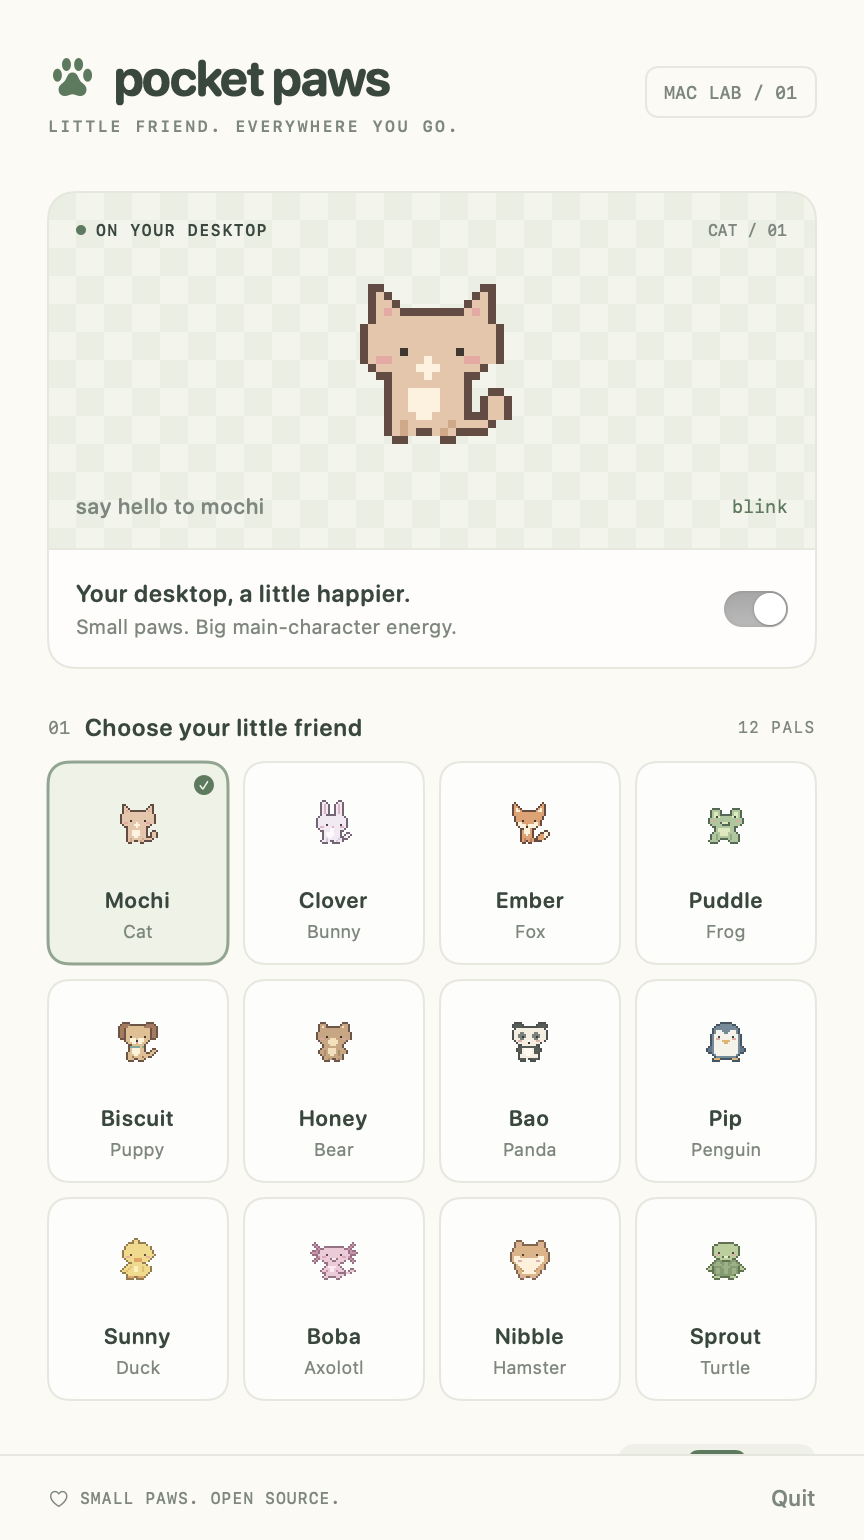 pocket paws
MAC LAB / 01
LITTLE FRIEND. EVERYWHERE YOU GO.
ON YOUR DESKTOP
CAT / 01
say hello to mochi
blink
Your desktop, a little happier.
Small paws. Big main-character energy.
01 Choose your little friend
12 PALS
Mochi
Cat
Clover
Bunny
Ember
Fox
Puddle
Frog
Biscuit
Puppy
Honey
Bear
Bao
Panda
Pip
Penguin
Sunny
Duck
Boba
Axolotl
Nibble
Hamster
Sprout
Turtle
SMALL PAWS. OPEN SOURCE.
Quit